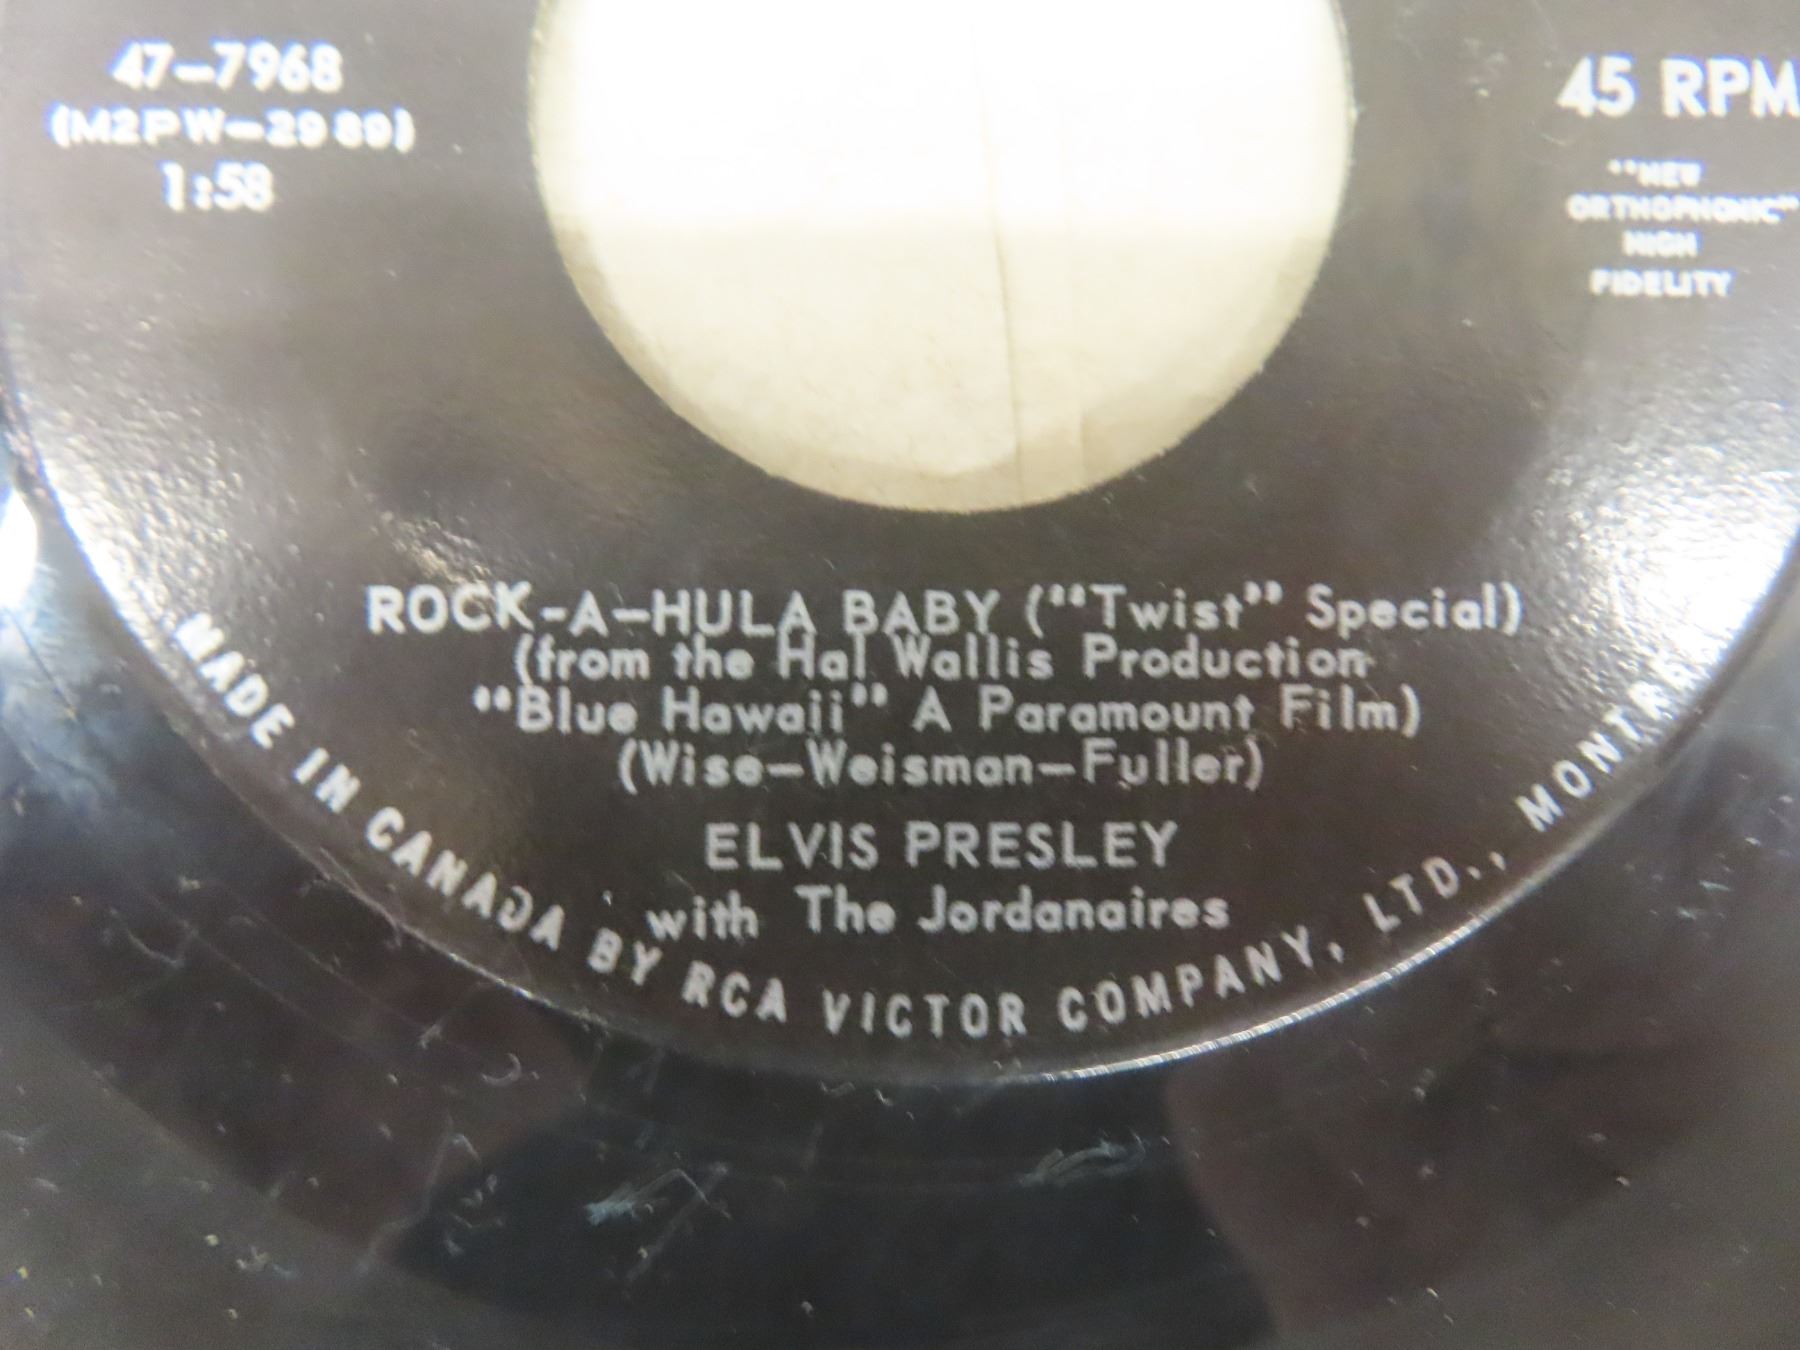 47-7968
(M2PW-2989)
1:58
45 RPM
"NEW
ORTHOPHONIC"
HIGH
FIDELITY
ROCK-A-HULA BABY ("Twist" Special)
(from the Hal Wallis Production
"Blue Hawaii" A Paramount Film)
(Wise-Weisman-Fuller)
ELVIS PRESLEY
with The Jordanaires
MADE IN CANADA BY RCA VICTOR COMPANY, LTD., MONTRE